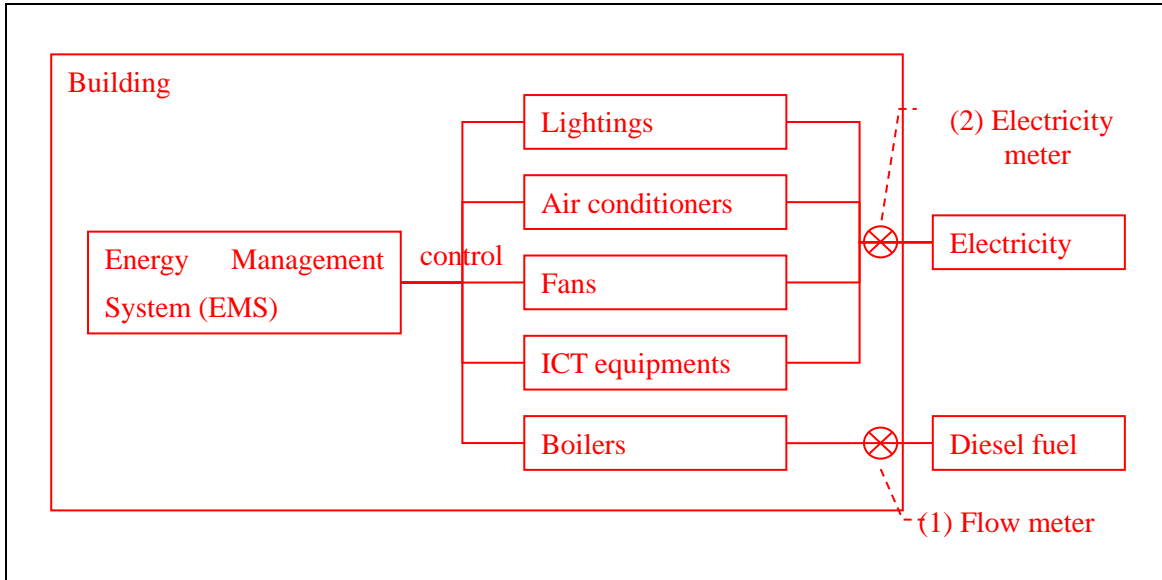 Building
Lightings
(2) Electricity
meter
Air conditioners
Energy Management
System (EMS)
control
Electricity
Fans
ICT equipments
Boilers
Diesel fuel
(1) Flow meter